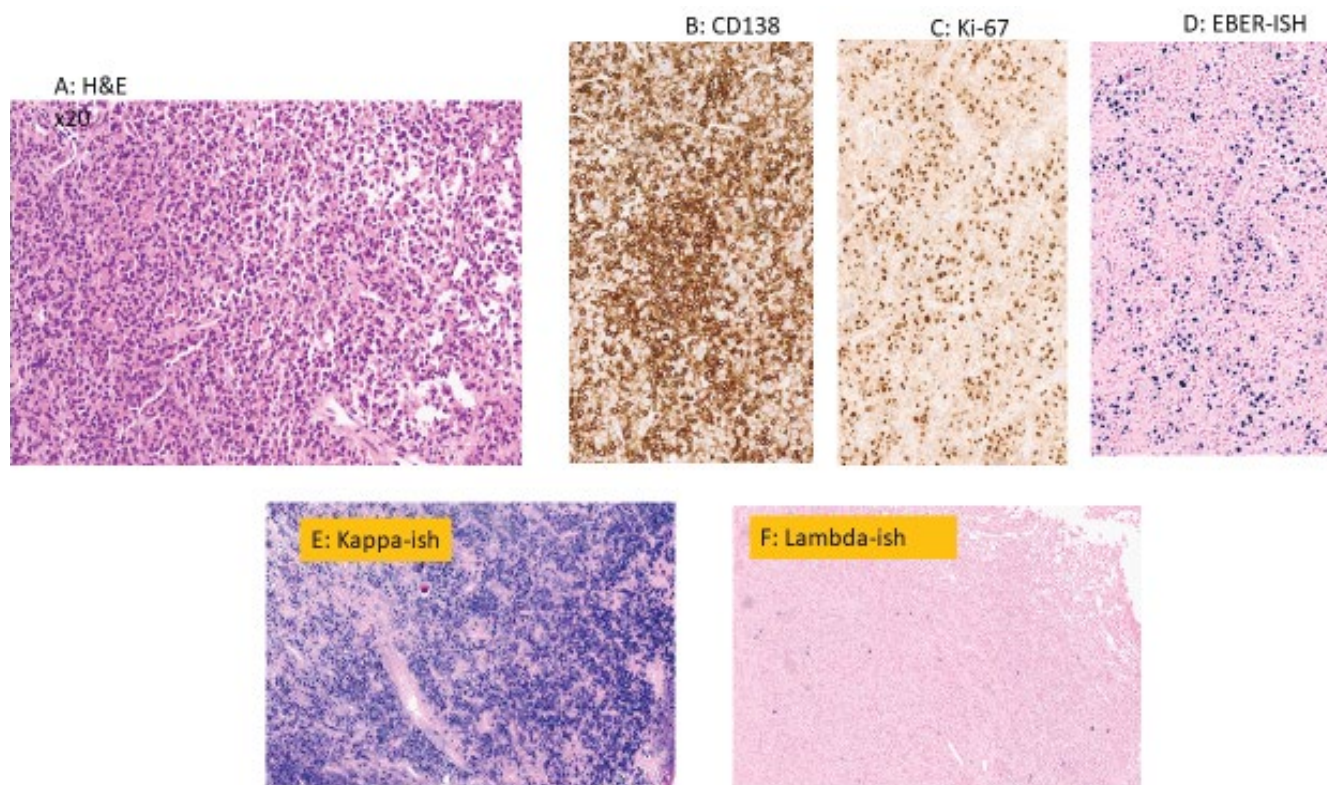 A: H&E
x20
B: CD138
C: Ki-67
D: EBER-ISH
E: Kappa-ish
F: Lambda-ish